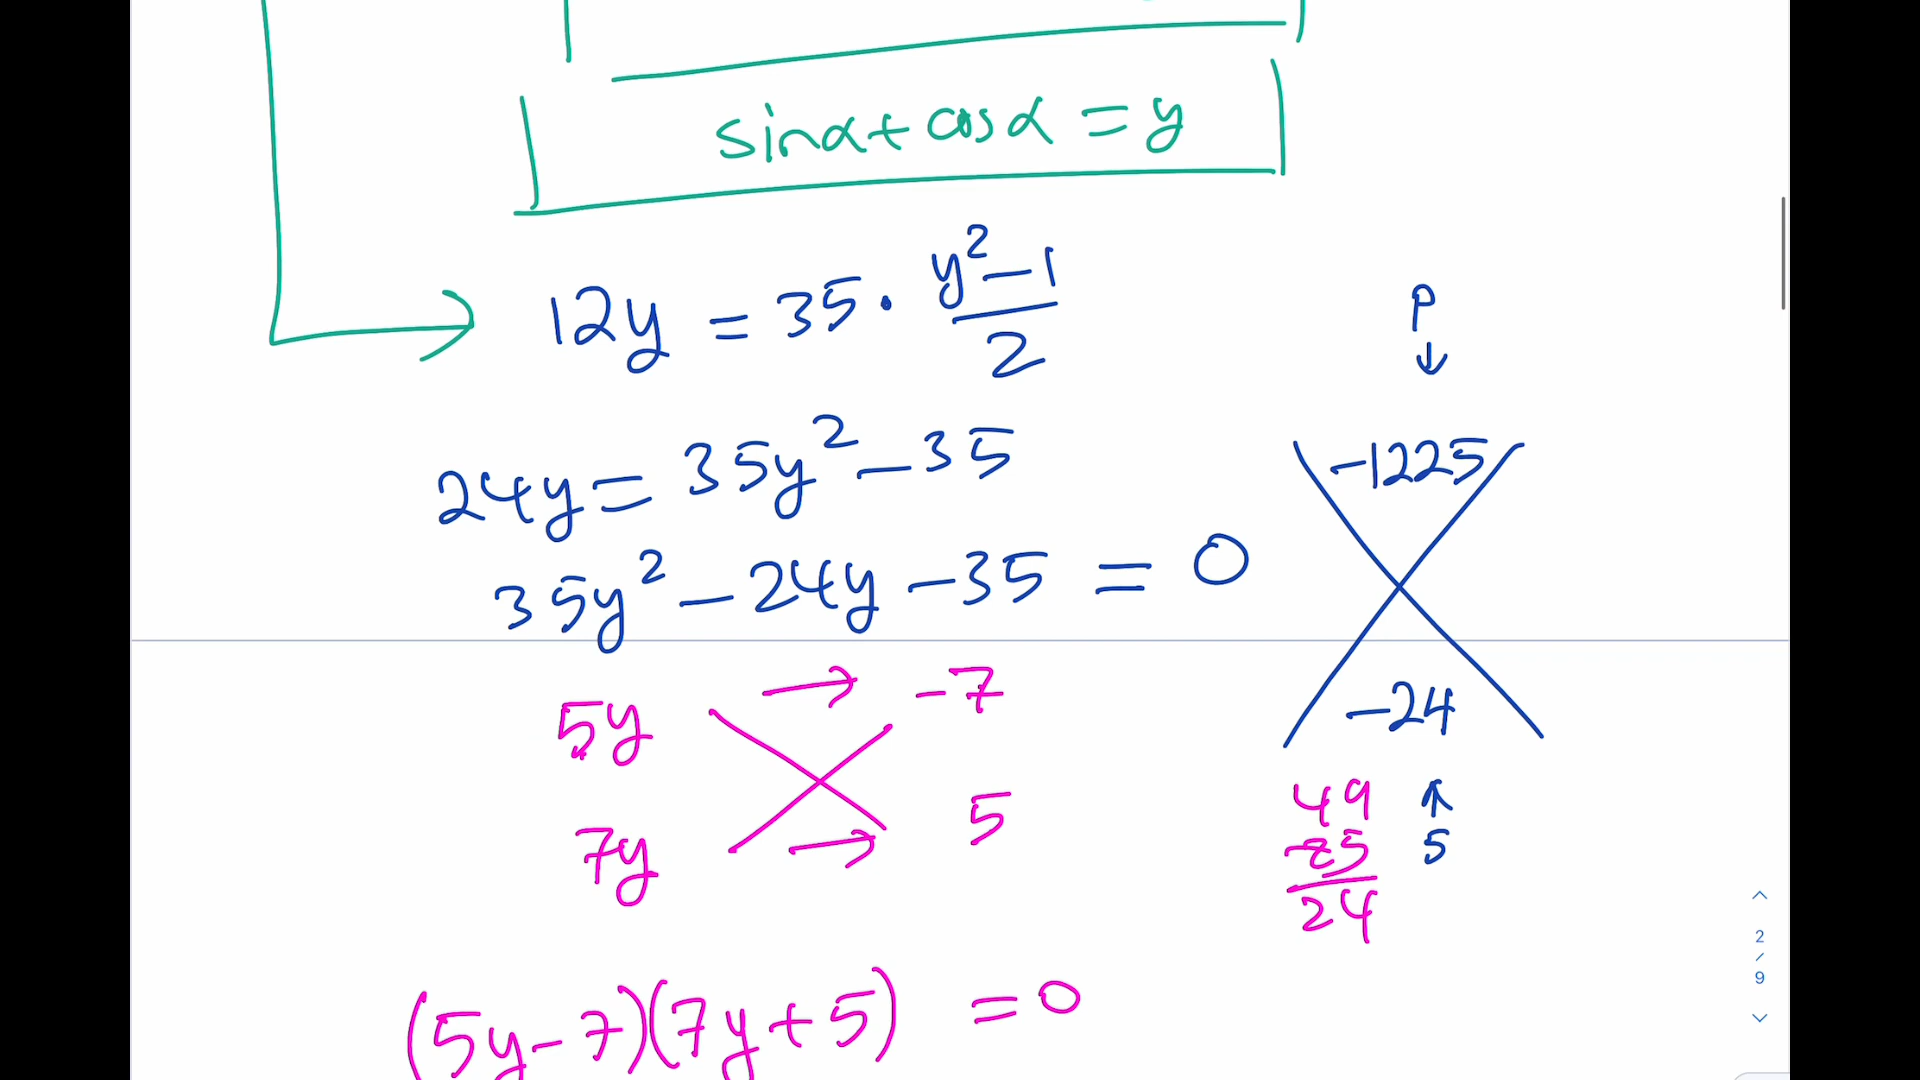 sinα + cosα = y
12y = 35 · (y² – 1)/2
p
↓
24y = 35y² – 35
–1225
35y² – 24y – 35 = 0
5y → –7
–24
7y → 5
49
–25
24
↑
5
(5y – 7)(7y + 5) = 0
2
/
9